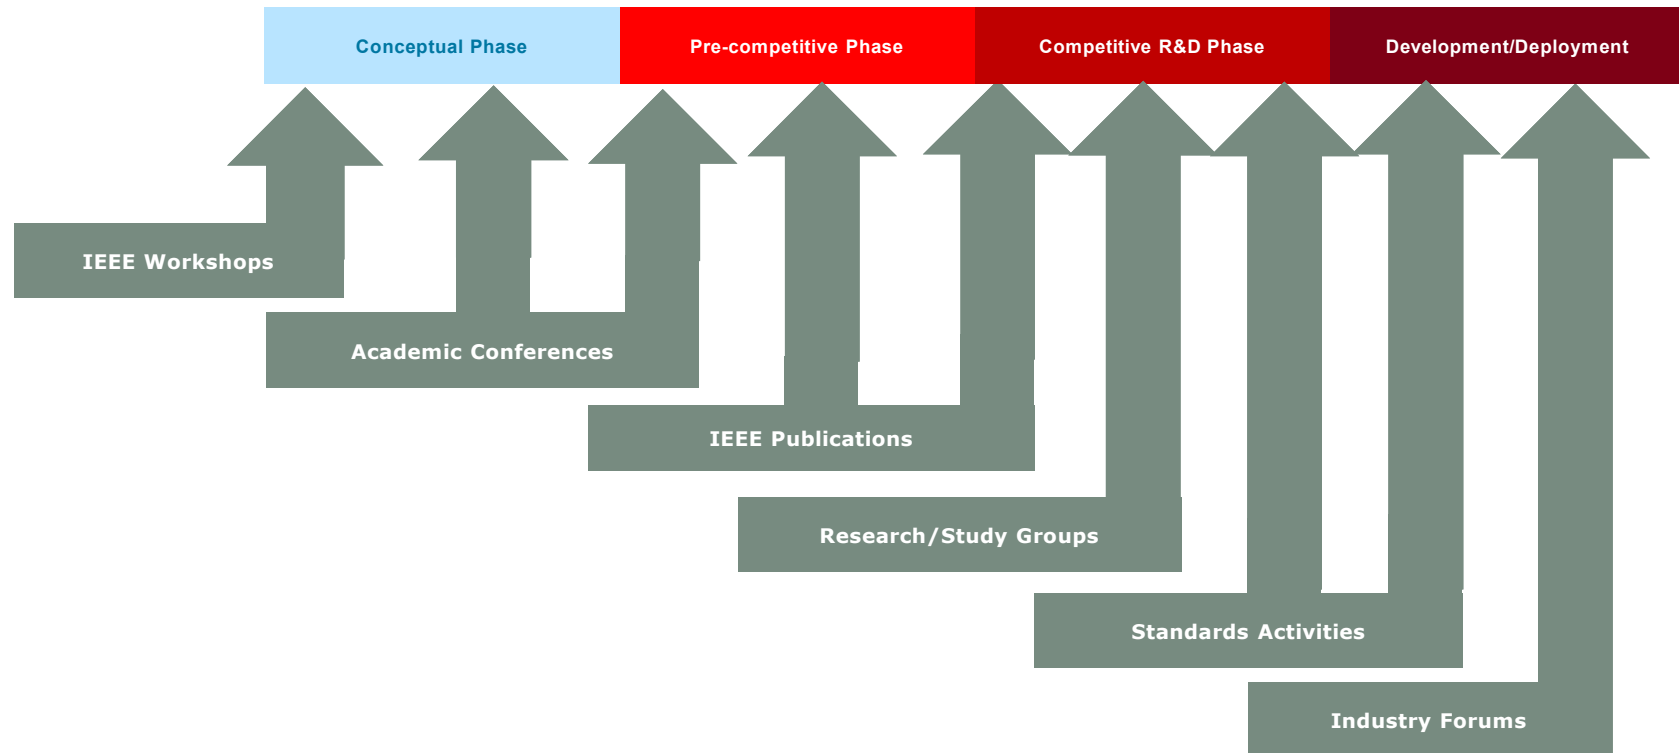 Conceptual Phase
Pre-competitive Phase
Competitive R&D Phase
Development/Deployment
IEEE Workshops
Academic Conferences
IEEE Publications
Research/Study Groups
Standards Activities
Industry Forums